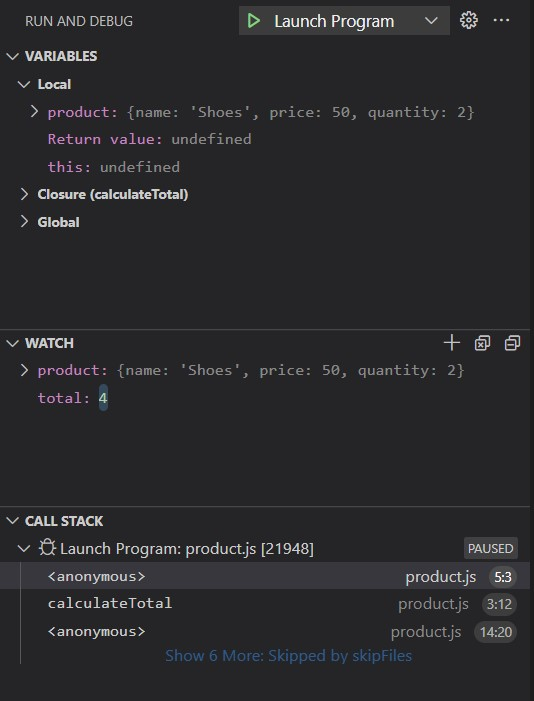 RUN AND DEBUG Launch Program
VARIABLES
Local
product: {name: 'Shoes', price: 50, quantity: 2}
Return value: undefined
this: undefined
Closure (calculateTotal)
Global
WATCH
product: {name: 'Shoes', price: 50, quantity: 2}
total: 4
CALL STACK
Launch Program: product.js [21948] PAUSED
<anonymous> product.js 5:3
calculateTotal product.js 3:12
<anonymous> product.js 14:20
Show 6 More: Skipped by skipFiles